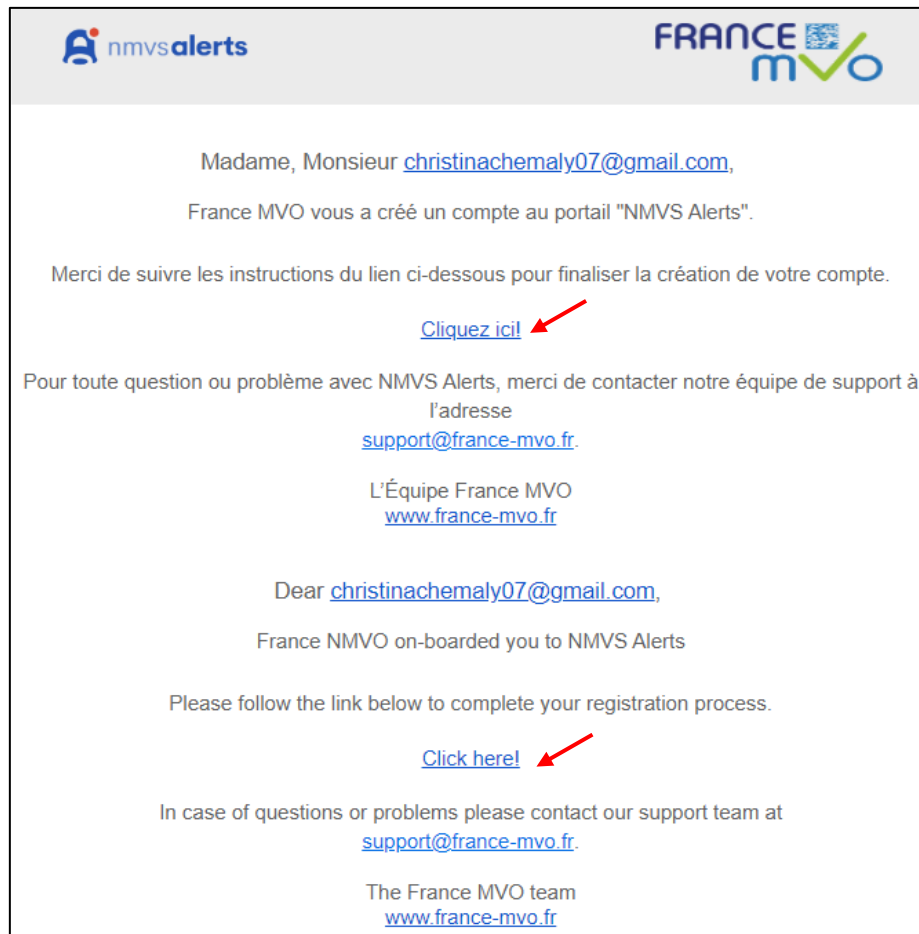 nmvsalerts
FRANCE
mvo
Madame, Monsieur christinachemaly07@gmail.com,
France MVO vous a créé un compte au portail "NMVS Alerts".
Merci de suivre les instructions du lien ci-dessous pour finaliser la création de votre compte.
Cliquez ici!
Pour toute question ou problème avec NMVS Alerts, merci de contacter notre équipe de support à
l'adresse
support@france-mvo.fr.
L'Équipe France MVO
www.france-mvo.fr
Dear christinachemaly07@gmail.com,
France NMVO on-boarded you to NMVS Alerts
Please follow the link below to complete your registration process.
Click here!
In case of questions or problems please contact our support team at
support@france-mvo.fr.
The France MVO team
www.france-mvo.fr